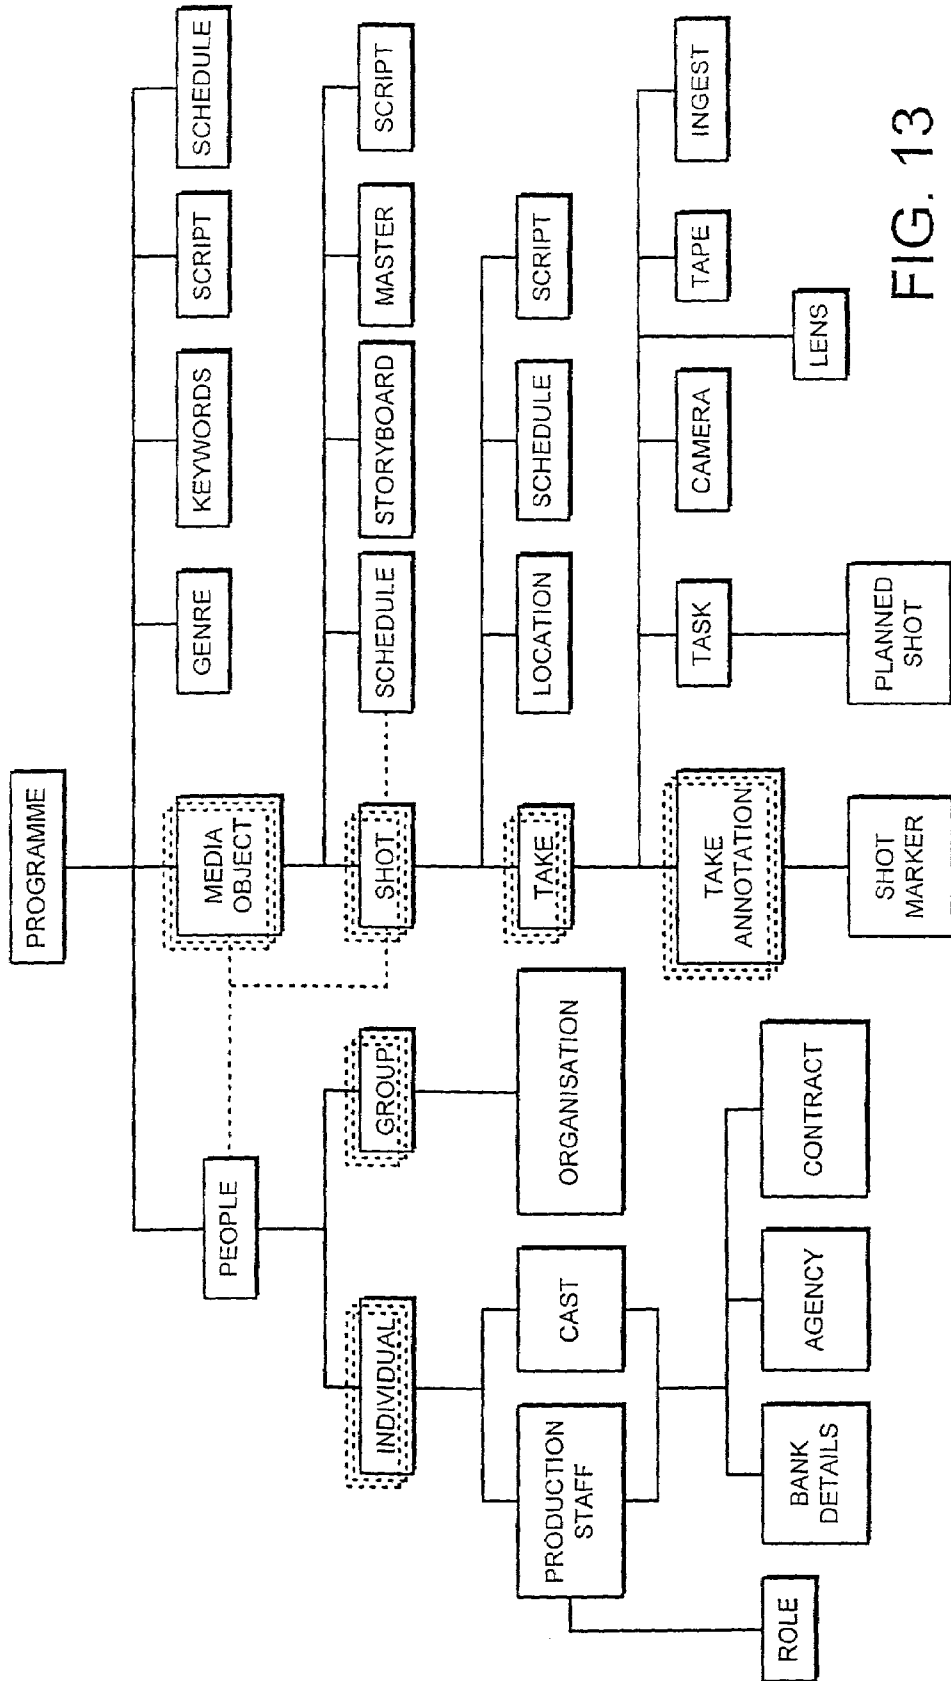 PROGRAMME
PEOPLE
MEDIA
OBJECT
GENRE
KEYWORDS
SCRIPT
SCHEDULE
INDIVIDUAL
GROUP
SHOT
SCHEDULE
STORYBOARD
MASTER
SCRIPT
PRODUCTION
STAFF
CAST
ORGANISATION
TAKE
LOCATION
SCHEDULE
SCRIPT
TAKE
ANNOTATION
TASK
CAMERA
TAPE
INGEST
ROLE
BANK
DETAILS
AGENCY
CONTRACT
LENS
SHOT
MARKER
PLANNED
SHOT
FIG. 13